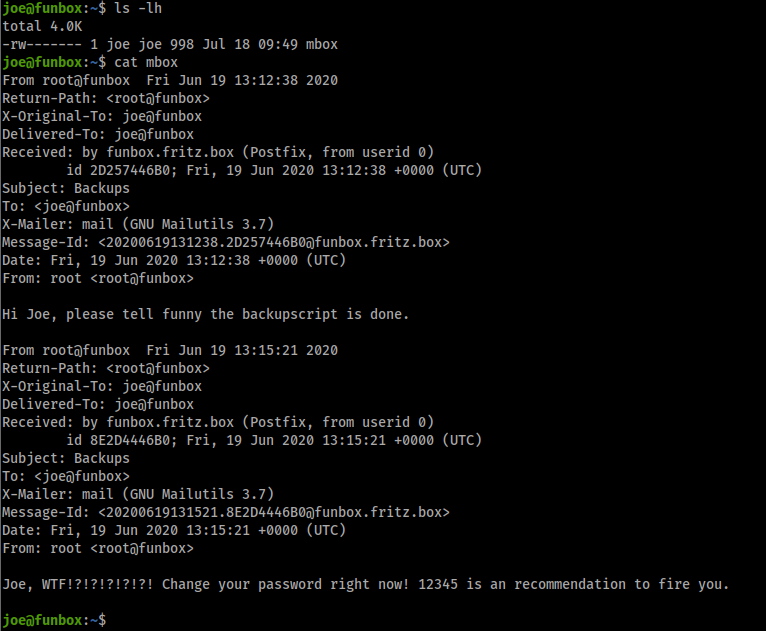 joe@funbox:~$ ls -lh
total 4.0K
-rw------- 1 joe joe 998 Jul 18 09:49 mbox
joe@funbox:~$ cat mbox
From root@funbox  Fri Jun 19 13:12:38 2020
Return-Path: <root@funbox>
X-Original-To: joe@funbox
Delivered-To: joe@funbox
Received: by funbox.fritz.box (Postfix, from userid 0)
        id 2D257446B0; Fri, 19 Jun 2020 13:12:38 +0000 (UTC)
Subject: Backups
To: <joe@funbox>
X-Mailer: mail (GNU Mailutils 3.7)
Message-Id: <20200619131238.2D257446B0@funbox.fritz.box>
Date: Fri, 19 Jun 2020 13:12:38 +0000 (UTC)
From: root <root@funbox>

Hi Joe, please tell funny the backupscript is done.

From root@funbox  Fri Jun 19 13:15:21 2020
Return-Path: <root@funbox>
X-Original-To: joe@funbox
Delivered-To: joe@funbox
Received: by funbox.fritz.box (Postfix, from userid 0)
        id 8E2D4446B0; Fri, 19 Jun 2020 13:15:21 +0000 (UTC)
Subject: Backups
To: <joe@funbox>
X-Mailer: mail (GNU Mailutils 3.7)
Message-Id: <20200619131521.8E2D4446B0@funbox.fritz.box>
Date: Fri, 19 Jun 2020 13:15:21 +0000 (UTC)
From: root <root@funbox>

Joe, WTF!?!?!?!?!?! Change your password right now! 12345 is an recommendation to fire you.

joe@funbox:~$